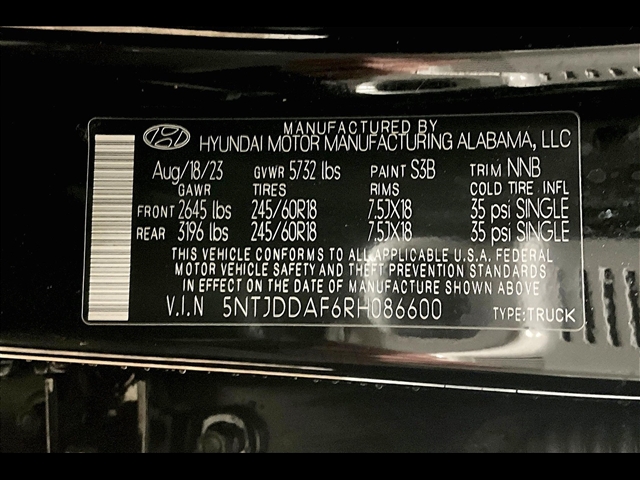 MANUFACTURED BY
HYUNDAI MOTOR MANUFACTURING ALABAMA, LLC
Aug/18/23 GVWR 5732 lbs PAINT S3B TRIM NNB
GAWR TIRES RIMS COLD TIRE INFL
FRONT 2645 lbs 245/60R18 7.5JX18 35 psi SINGLE
REAR 3196 lbs 245/60R18 7.5JX18 35 psi SINGLE
THIS VEHICLE CONFORMS TO ALL APPLICABLE U.S.A. FEDERAL
MOTOR VEHICLE SAFETY AND THEFT PREVENTION STANDARDS
IN EFFECT ON THE DATE OF MANUFACTURE SHOWN ABOVE
V.I.N 5NTJDDAF6RH086600 TYPE:TRUCK